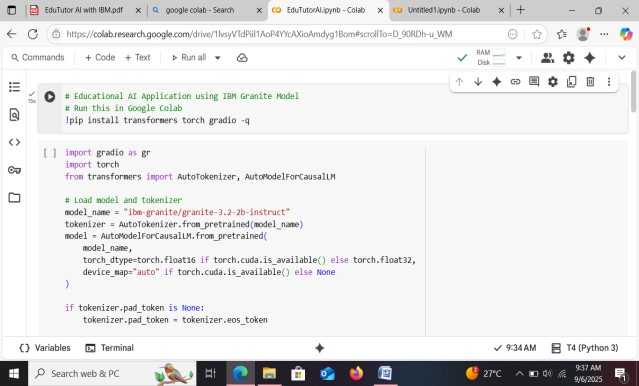 EduTutor AI with IBM.pdf
google colab - Search
EduTutorAI.ipynb - Colab
Untitled1.ipynb - Colab
https://colab.research.google.com/drive/1lvsyVTdPiil1AoP4YYcAXioAmdyg1Bom#scrollTo=D_90RDh-u_WM
Commands + Code + Text Run all
RAM
Disk
15s
# Educational AI Application using IBM Granite Model
# Run this in Google Colab
!pip install transformers torch gradio -q
[ ] import gradio as gr
import torch
from transformers import AutoTokenizer, AutoModelForCausalLM
# Load model and tokenizer
model_name = "ibm-granite/granite-3.2-2b-instruct"
tokenizer = AutoTokenizer.from_pretrained(model_name)
model = AutoModelForCausalLM.from_pretrained(
model_name,
torch_dtype=torch.float16 if torch.cuda.is_available() else torch.float32,
device_map="auto" if torch.cuda.is_available() else None
)
if tokenizer.pad_token is None:
tokenizer.pad_token = tokenizer.eos_token
Variables Terminal 9:34 AM T4 (Python 3)
Search web & PC 27°C 9:37 AM
9/6/2025